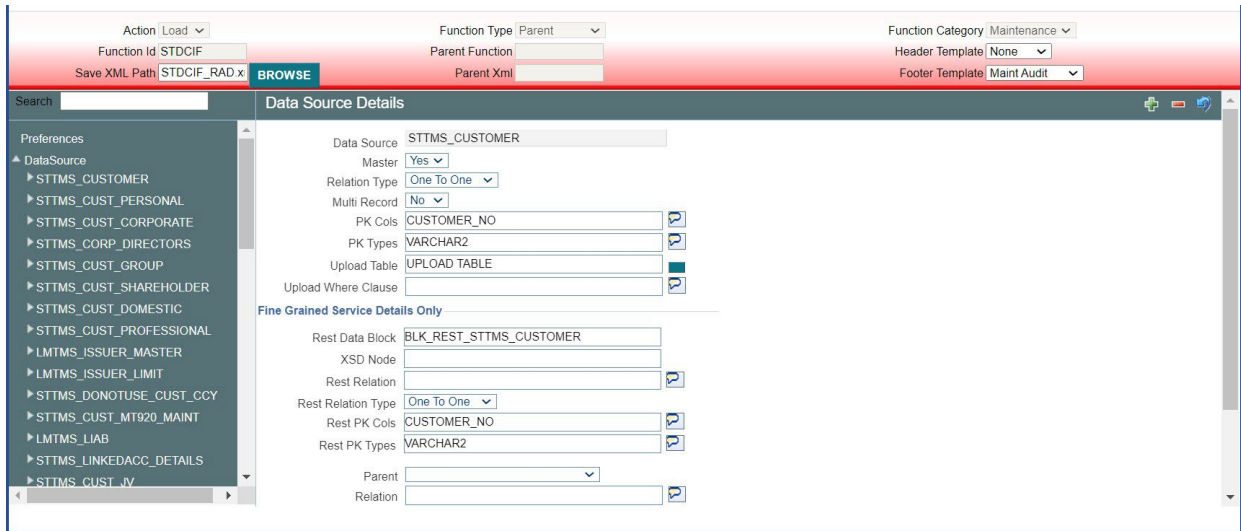 Action Load Function Type Parent Function Category Maintenance
Function Id STDCIF Parent Function Header Template None
Save XML Path STDCIF_RAD.x BROWSE Parent Xml Footer Template Maint Audit
Search Data Source Details
Preferences
DataSource
STTMS_CUSTOMER
STTMS_CUST_PERSONAL
STTMS_CUST_CORPORATE
STTMS_CORP_DIRECTORS
STTMS_CUST_GROUP
STTMS_CUST_SHAREHOLDER
STTMS_CUST_DOMESTIC
STTMS_CUST_PROFESSIONAL
LMTMS_ISSUER_MASTER
LMTMS_ISSUER_LIMIT
STTMS_DONOTUSE_CUST_CCY
STTMS_CUST_MT920_MAINT
LMTMS_LIAB
STTMS_LINKEDACC_DETAILS
STTMS_CUST_JV
Data Source STTMS_CUSTOMER
Master Yes
Relation Type One To One
Multi Record No
PK Cols CUSTOMER_NO
PK Types VARCHAR2
Upload Table UPLOAD TABLE
Upload Where Clause
Fine Grained Service Details Only
Rest Data Block BLK_REST_STTMS_CUSTOMER
XSD Node
Rest Relation
Rest Relation Type One To One
Rest PK Cols CUSTOMER_NO
Rest PK Types VARCHAR2
Parent
Relation